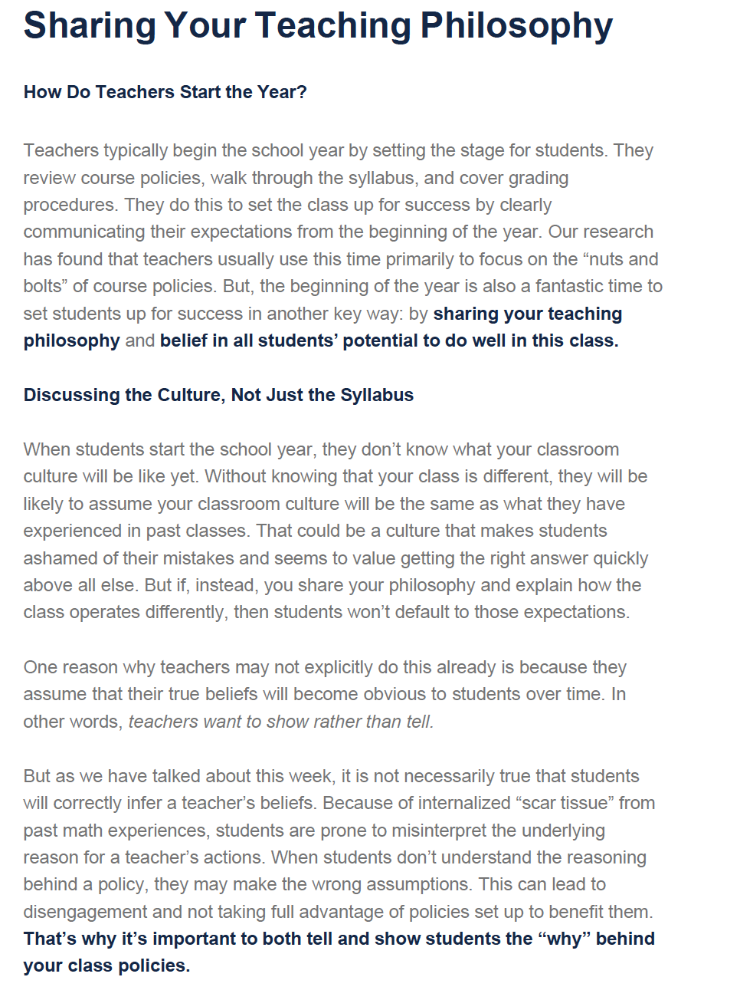 Sharing Your Teaching Philosophy
How Do Teachers Start the Year?
Teachers typically begin the school year by setting the stage for students. They
review course policies, walk through the syllabus, and cover grading
procedures. They do this to set the class up for success by clearly
communicating their expectations from the beginning of the year. Our research
has found that teachers usually use this time primarily to focus on the “nuts and
bolts” of course policies. But, the beginning of the year is also a fantastic time to
set students up for success in another key way: by sharing your teaching
philosophy and belief in all students’ potential to do well in this class.
Discussing the Culture, Not Just the Syllabus
When students start the school year, they don’t know what your classroom
culture will be like yet. Without knowing that your class is different, they will be
likely to assume your classroom culture will be the same as what they have
experienced in past classes. That could be a culture that makes students
ashamed of their mistakes and seems to value getting the right answer quickly
above all else. But if, instead, you share your philosophy and explain how the
class operates differently, then students won’t default to those expectations.
One reason why teachers may not explicitly do this already is because they
assume that their true beliefs will become obvious to students over time. In
other words, teachers want to show rather than tell.
But as we have talked about this week, it is not necessarily true that students
will correctly infer a teacher’s beliefs. Because of internalized “scar tissue” from
past math experiences, students are prone to misinterpret the underlying
reason for a teacher’s actions. When students don’t understand the reasoning
behind a policy, they may make the wrong assumptions. This can lead to
disengagement and not taking full advantage of policies set up to benefit them.
That’s why it’s important to both tell and show students the “why” behind
your class policies.